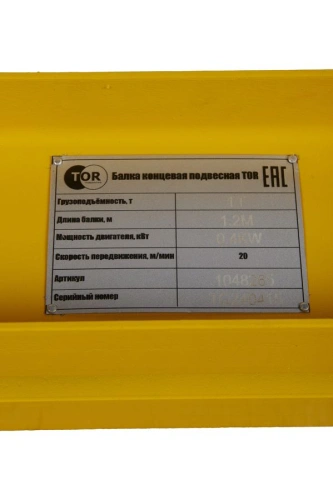 TOR Балка концевая подвесная TOR EAC
Грузоподъёмность, т
Длина балки, м 1.2M
Мощность двигателя, кВт
Скорость передвижения, м/мин 20
Артикул
Серийный номер